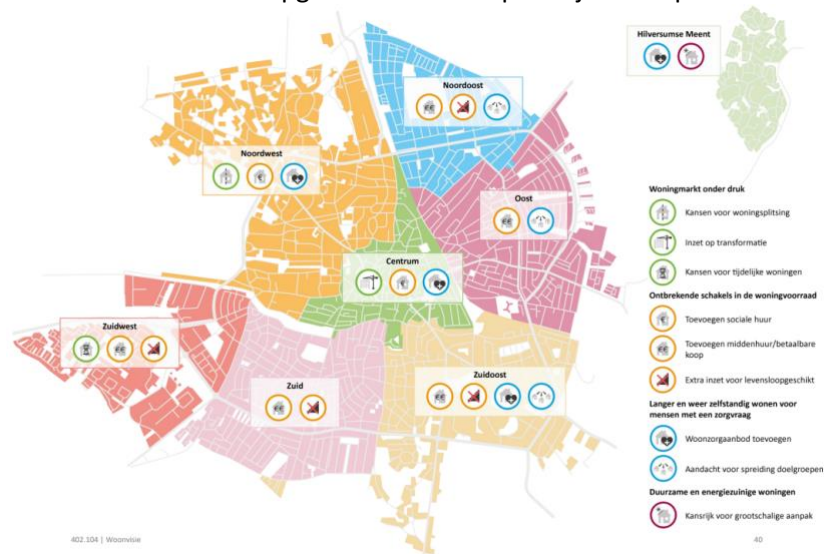 Hilversumse Meent
Noordoost
Noordwest
Oost
Centrum
Zuidwest
Zuid
Zuidoost
Woningmarkt onder druk
Kansen voor woningsplitsing
Inzet op transformatie
Kansen voor tijdelijke woningen
Ontbrekende schakels in de woningvoorraad
Toevoegen sociale huur
Toevoegen middenhuur/betaalbare
koop
Extra inzet voor levensloopgeschikt
Langer en weer zelfstandig wonen voor
mensen met een zorgvraag
Woonzorgaanbod toevoegen
Aandacht voor spreiding doelgroepen
Duurzame en energiezuinige woningen
Kansrijk voor grootschalige aanpak
402.104 | Woonvisie
40